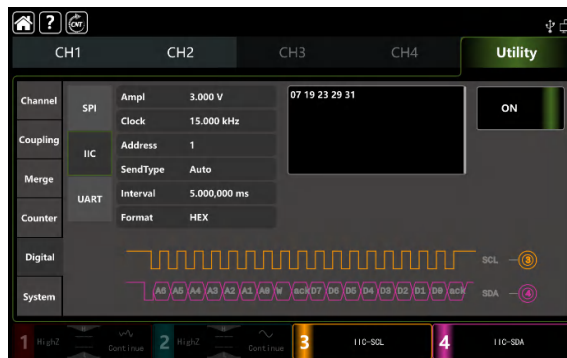 ? CNT
CH1 CH2 CH3 CH4 Utility
Channel
Coupling
Merge
Counter
Digital
System
SPI
IIC
UART
Ampl 3.000 V
Clock 15.000 kHz
Address 1
SendType Auto
Interval 5.000,000 ms
Format HEX
07 19 23 29 31
ON
SCL 3
A6 A5 A4 A3 A2 A1 A0 W ack D7 D6 D5 D4 D3 D2 D1 D0 ack SDA 4
1 HighZ Continue 2 HighZ Continue 3 IIC-SCL 4 IIC-SDA